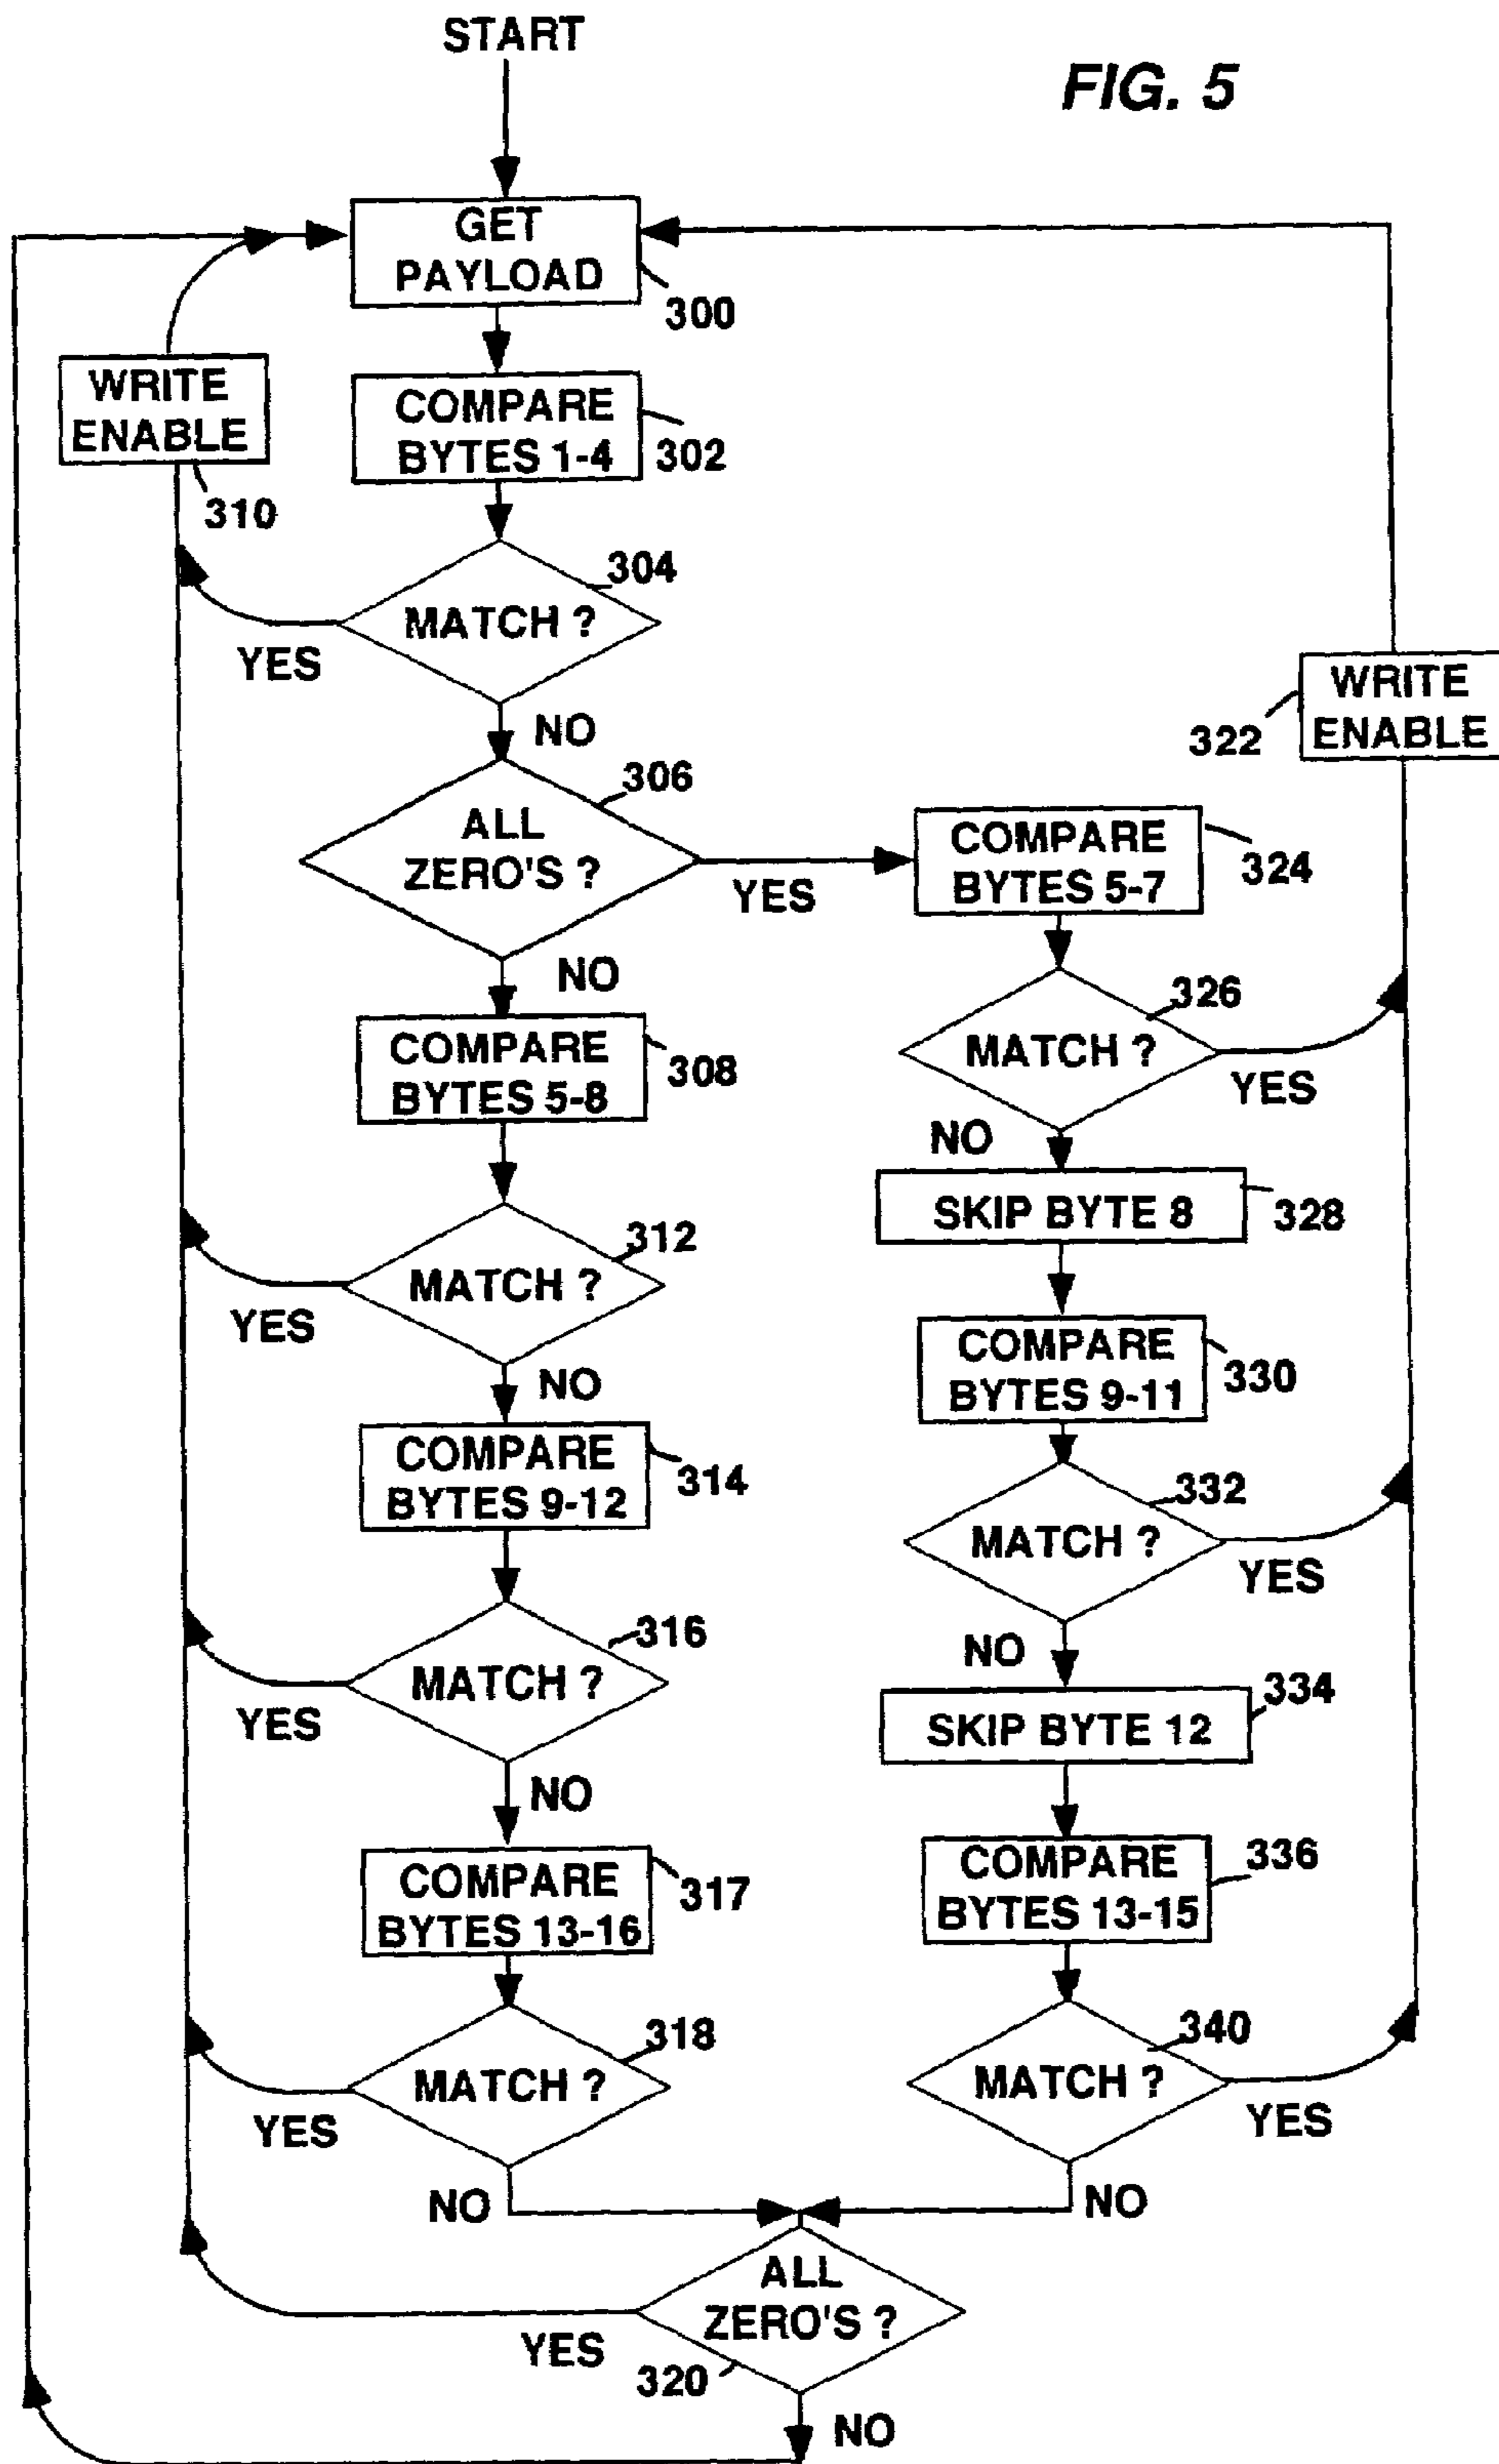 START
FIG. 5
GET
PAYLOAD
300
WRITE
ENABLE
310
COMPARE
BYTES 1-4
302
304
MATCH ?
YES
NO
WRITE
ENABLE
322
306
ALL
ZERO'S ?
YES
NO
COMPARE
BYTES 5-7
324
326
MATCH ?
YES
NO
COMPARE
BYTES 5-8
308
SKIP BYTE 8
328
312
MATCH ?
YES
NO
COMPARE
BYTES 9-11
330
COMPARE
BYTES 9-12
314
332
MATCH ?
YES
NO
316
MATCH ?
YES
NO
SKIP BYTE 12
334
COMPARE
BYTES 13-16
317
COMPARE
BYTES 13-15
336
318
MATCH ?
YES
NO
340
MATCH ?
YES
NO
ALL
ZERO'S ?
YES
320
NO